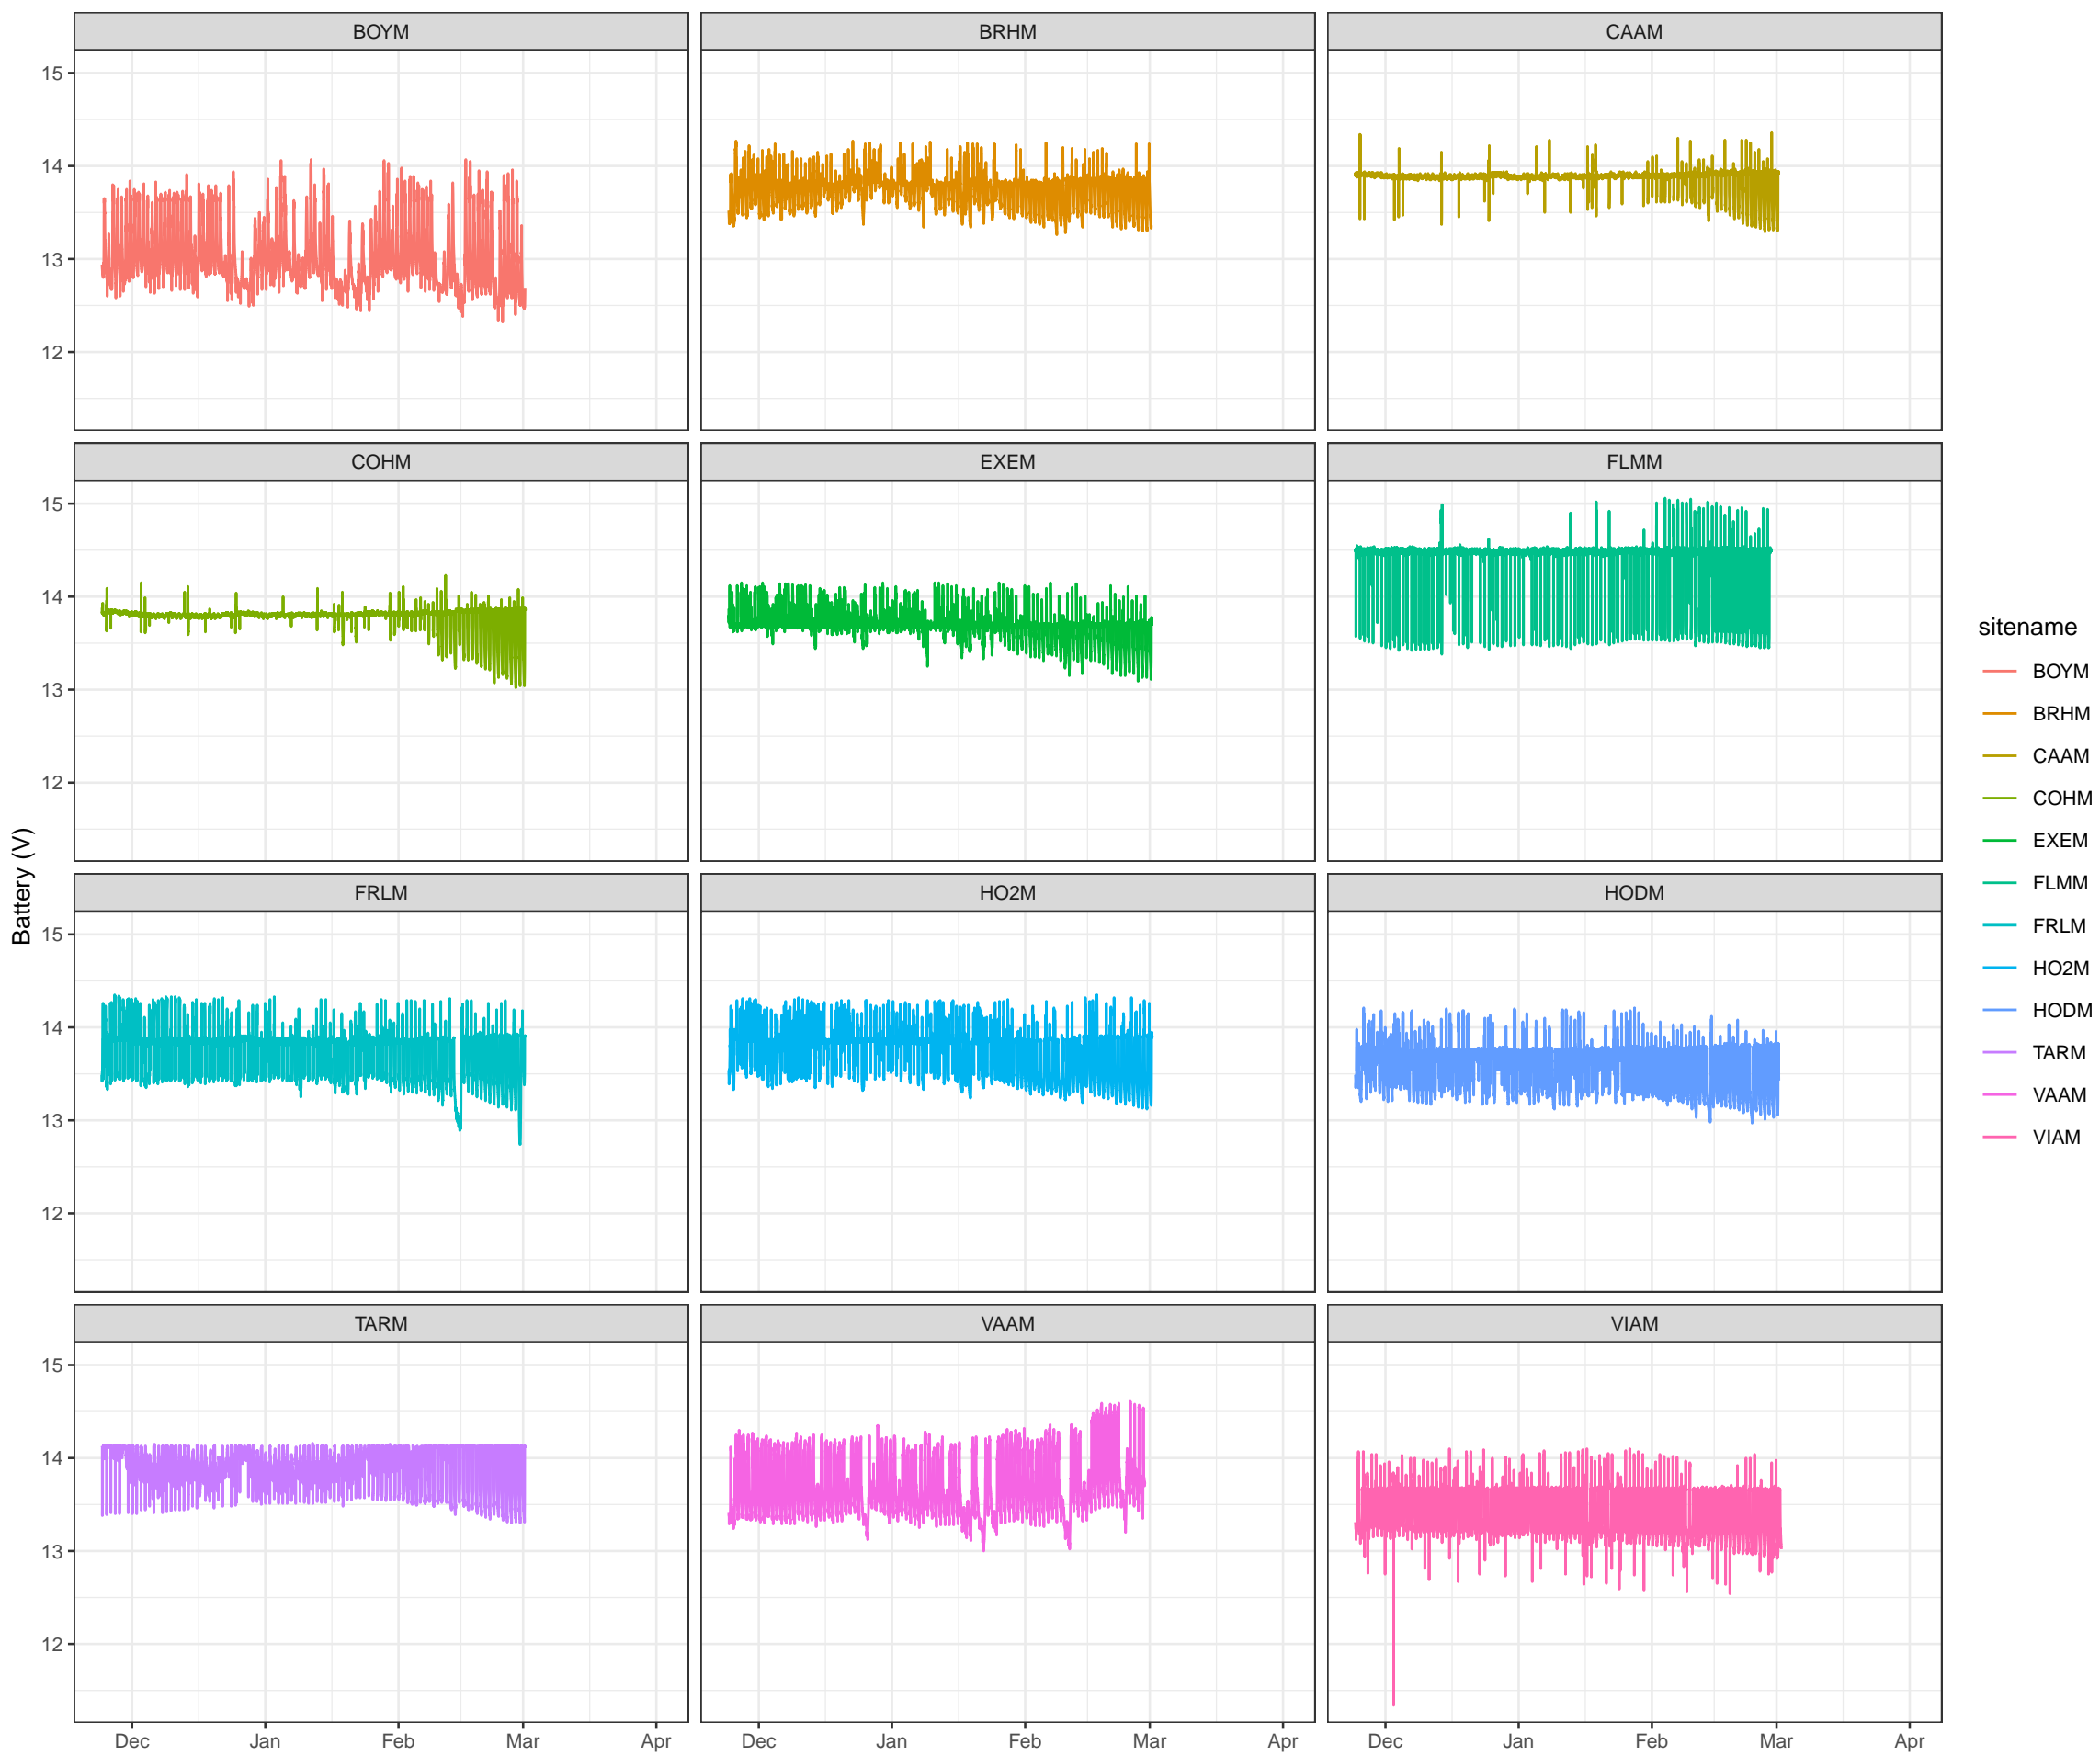 BOYM BRHM CAAM
15
14
13
12
COHM EXEM FLMM
15
14
13
12
FRLM HO2M HODM
15
14
13
12
TARM VAAM VIAM
15
14
13
12
Dec Jan Feb Mar Apr Dec Jan Feb Mar Apr Dec Jan Feb Mar Apr
Battery (V)
sitename
BOYM
BRHM
CAAM
COHM
EXEM
FLMM
FRLM
HO2M
HODM
TARM
VAAM
VIAM